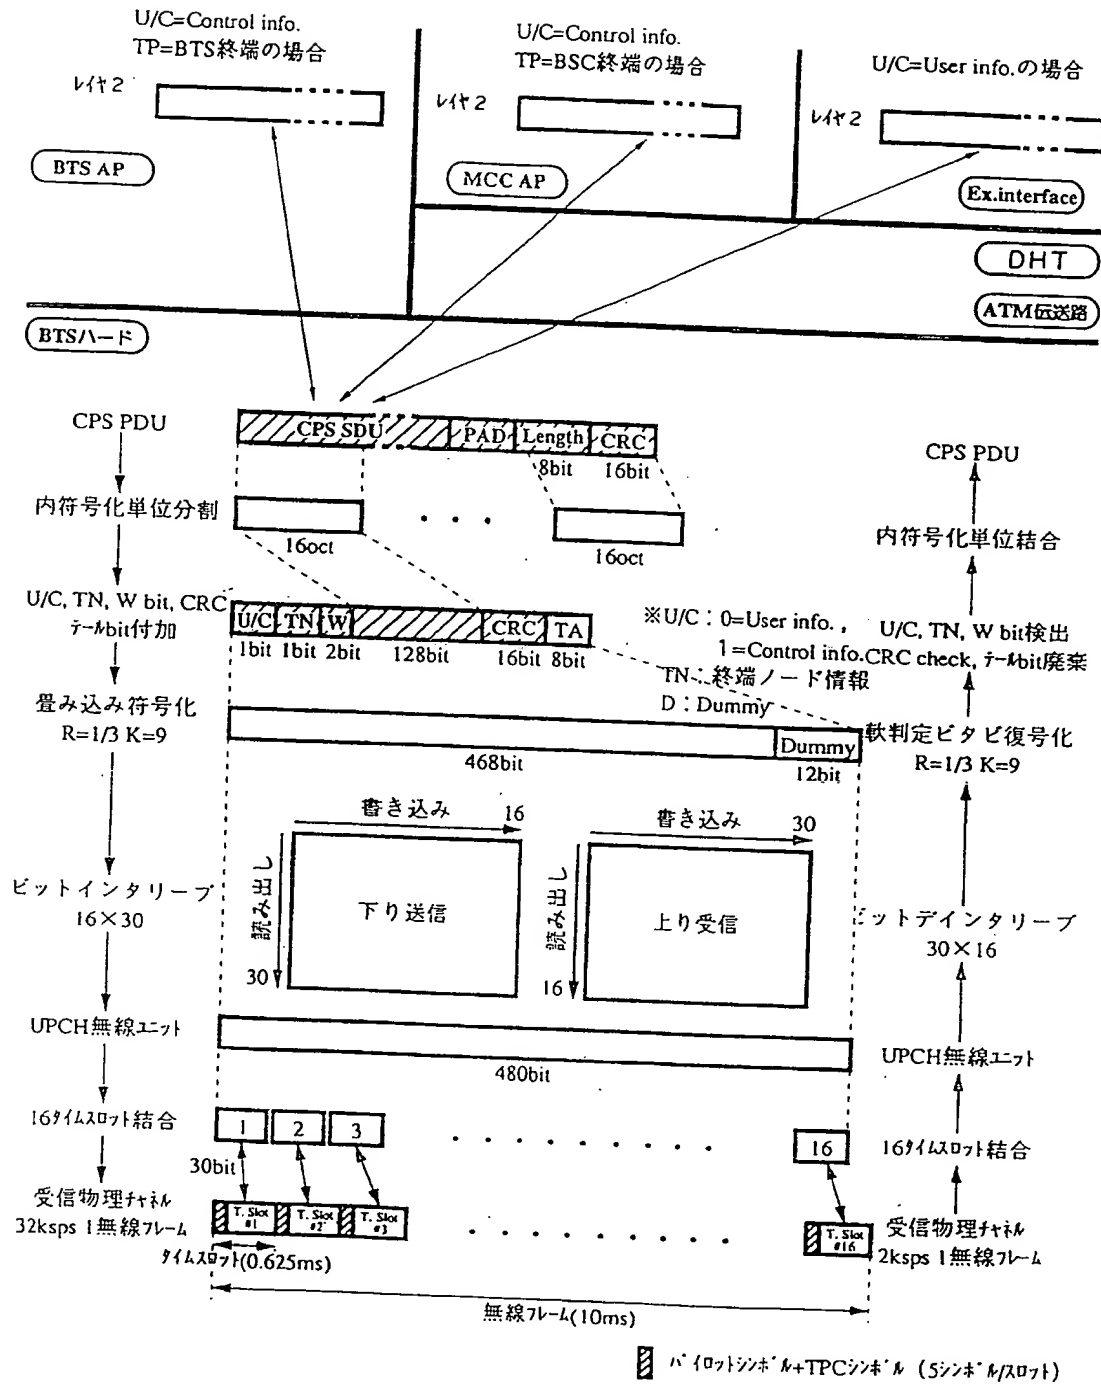 U/C=Control info.
TP=BTS終端の場合
U/C=Control info.
TP=BSC終端の場合
U/C=User info.の場合
レイヤ2
レイヤ2
レイヤ2
BTS AP
MCC AP
Ex.interface
DHT
ATM伝送路
BTSハード
CPS PDU
CPS SDU
PAD
Length
CRC
8bit
16bit
CPS PDU
内符号化単位分割
16oct
・・・
16oct
内符号化単位結合
U/C, TN, W bit, CRC
テールbit付加
U/C
TN
W
CRC
TA
1bit
1bit
2bit
128bit
16bit
8bit
※U/C：0=User info.,
1=Control info.
TN：終端ノード情報
D：Dummy
U/C, TN, W bit検出
CRC check, テールbit廃棄
畳み込み符号化
R=1/3 K=9
Dummy
468bit
12bit
軟判定ビタビ復号化
R=1/3 K=9
書き込み
16
読み出し
下り送信
30
書き込み
30
読み出し
上り受信
16
ビットインタリーブ
16×30
ビットデインタリーブ
30×16
UPCH無線ユニット
480bit
UPCH無線ユニット
16タイムスロット結合
1
2
3
16
16タイムスロット結合
30bit
受信物理チャネル
32ksps 1無線フレーム
T. Slot
#1
T. Slot
#2
T. Slot
#3
T. Slot
#16
受信物理チャネル
2ksps 1無線フレーム
タイムスロット(0.625ms)
無線フレーム(10ms)
パイロットシンボル+TPCシンボル (5シンボル/スロット)